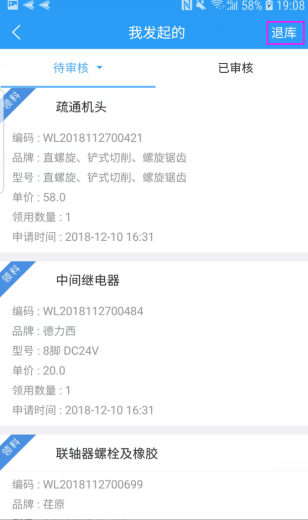 58% 19:08
我发起的
退库
待审核
已审核
领料
疏通机头
编码 : WL2018112700421
品牌 : 直螺旋、铲式切削、螺旋锯齿
型号 : 直螺旋、铲式切削、螺旋锯齿
单价 : 58.0
领用数量 : 1
申请时间 : 2018-12-10 16:31
领料
中间继电器
编码 : WL2018112700484
品牌 : 德力西
型号 : 8脚 DC24V
单价 : 20.0
领用数量 : 1
申请时间 : 2018-12-10 16:31
领料
联轴器螺栓及橡胶
编码 : WL2018112700699
品牌 : 荏原